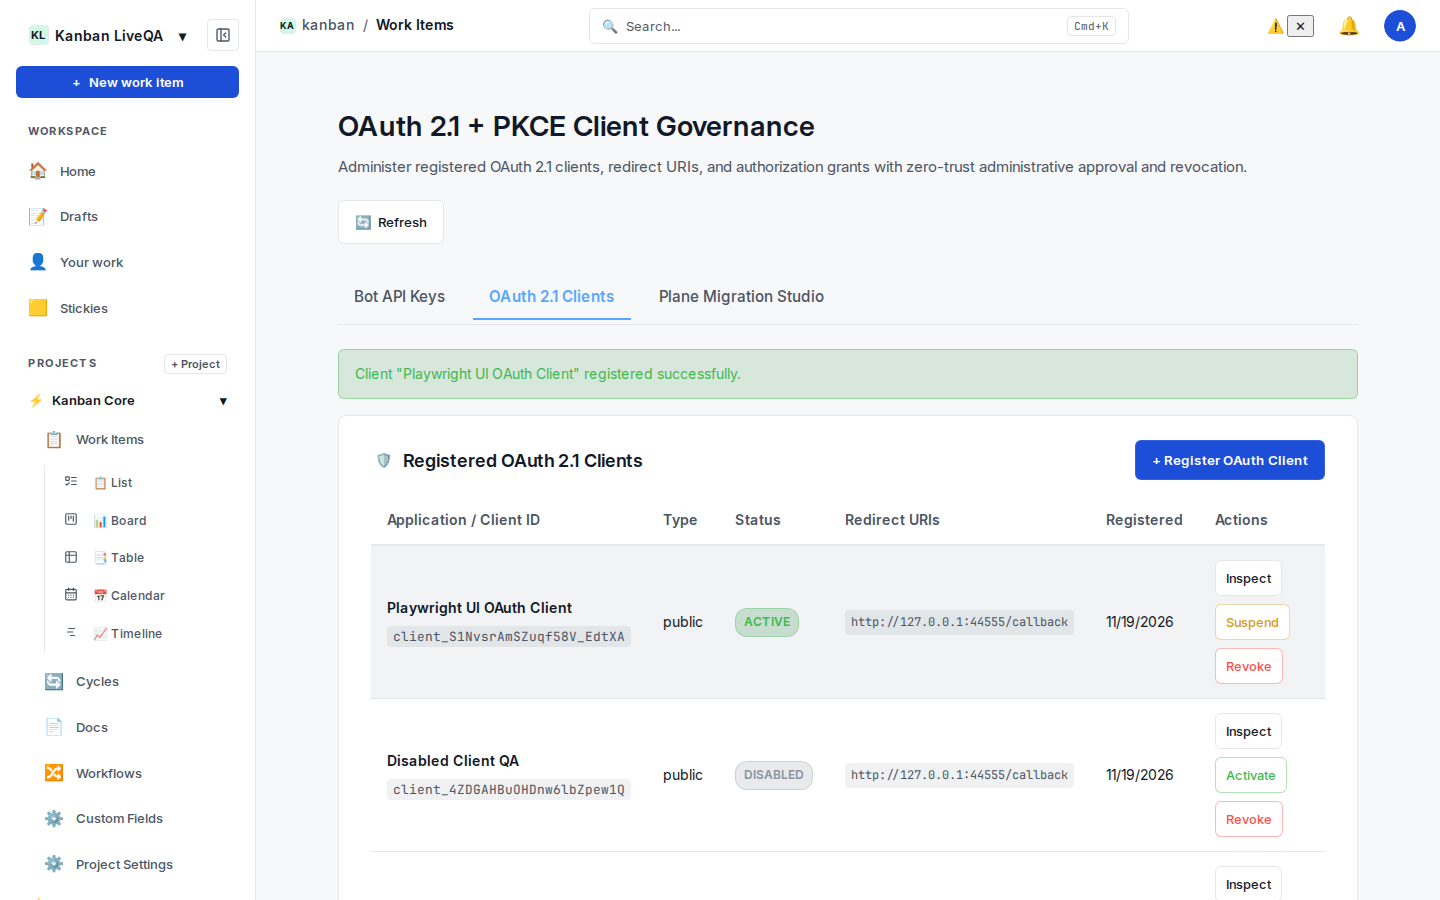 KL Kanban LiveQA ▼
+ New work item
WORKSPACE
Home
Drafts
Your work
Stickies
PROJECTS
+ Project
Kanban Core ▼
Work Items
List
Board
Table
Calendar
Timeline
Cycles
Docs
Workflows
Custom Fields
Project Settings
KA kanban / Work Items
Search...
Cmd+K
✕
A
OAuth 2.1 + PKCE Client Governance
Administer registered OAuth 2.1 clients, redirect URIs, and authorization grants with zero-trust administrative approval and revocation.
Refresh
Bot API Keys
OAuth 2.1 Clients
Plane Migration Studio
Client "Playwright UI OAuth Client" registered successfully.
Registered OAuth 2.1 Clients
+ Register OAuth Client
Application / Client ID Type Status Redirect URIs Registered Actions
Playwright UI OAuth Client
client_S1NvsrAmSZuqf58V_EdtXA
public
ACTIVE
http://127.0.0.1:44555/callback
11/19/2026
Inspect
Suspend
Revoke
Disabled Client QA
client_4ZDGAHBuOHDnw6lbZpew1Q
public
DISABLED
http://127.0.0.1:44555/callback
11/19/2026
Inspect
Activate
Revoke
Inspect